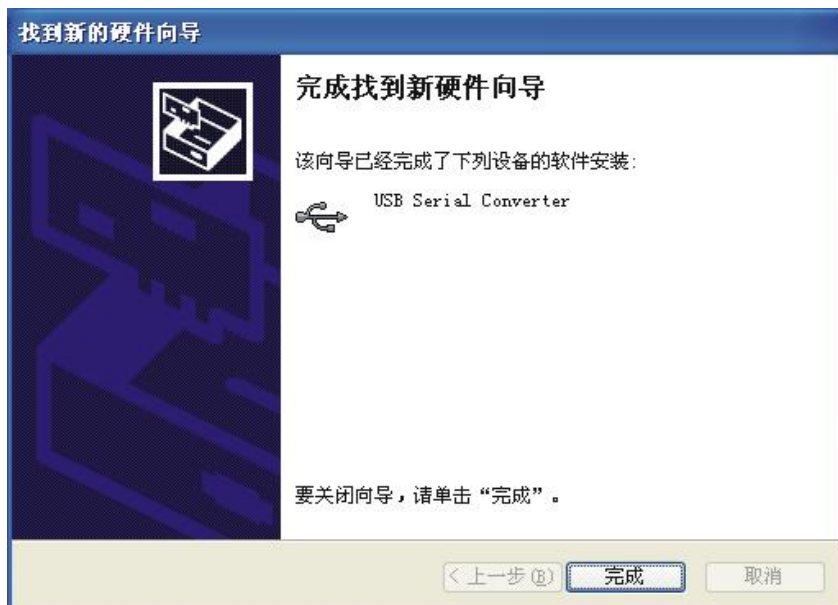 找到新的硬件向导
完成找到新硬件向导
该向导已经完成了下列设备的软件安装:
USB Serial Converter
要关闭向导，请单击“完成”。
< 上一步(B)
完成
取消